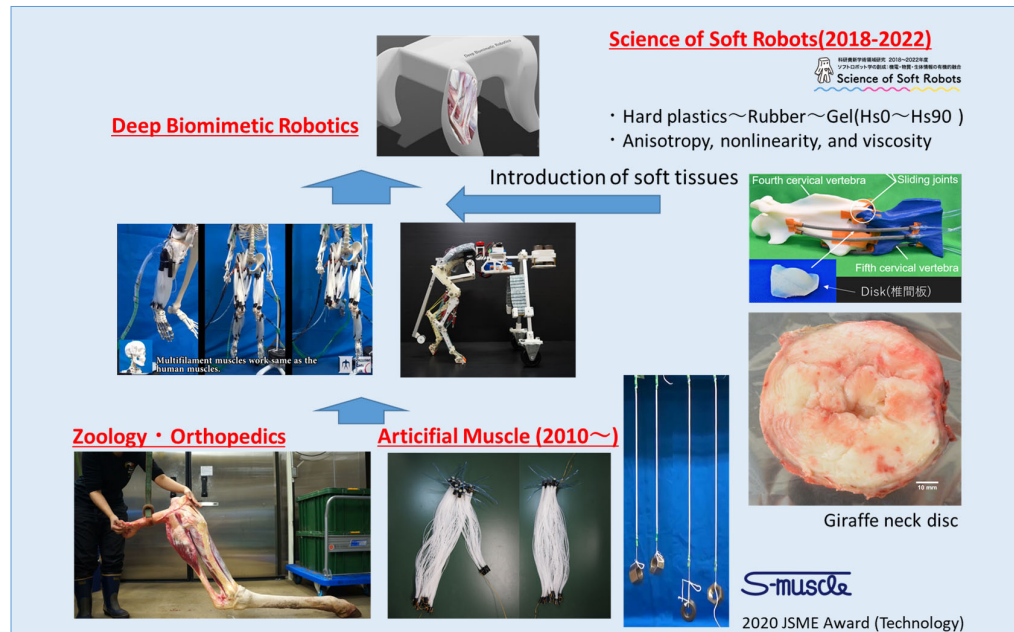 Science of Soft Robots(2018-2022)
科研費新学術領域研究 2018〜2022年度
ソフトロボット学の創成:機電・物質・生体情報の有機的融合
Science of Soft Robots
Deep Biomimetic Robotics
Deep Biomimetic Robotics
・Hard plastics～Rubber～Gel(Hs0～Hs90 )
・Anisotropy, nonlinearity, and viscosity
Introduction of soft tissues
Fourth cervical vertebra
Sliding joints
Fifth cervical vertebra
Disk(椎間板)
Multifilament muscles work same as the
human muscles.
Zoology・Orthopedics
Articifial Muscle (2010～)
10 mm
Giraffe neck disc
S-muscle
2020 JSME Award (Technology)